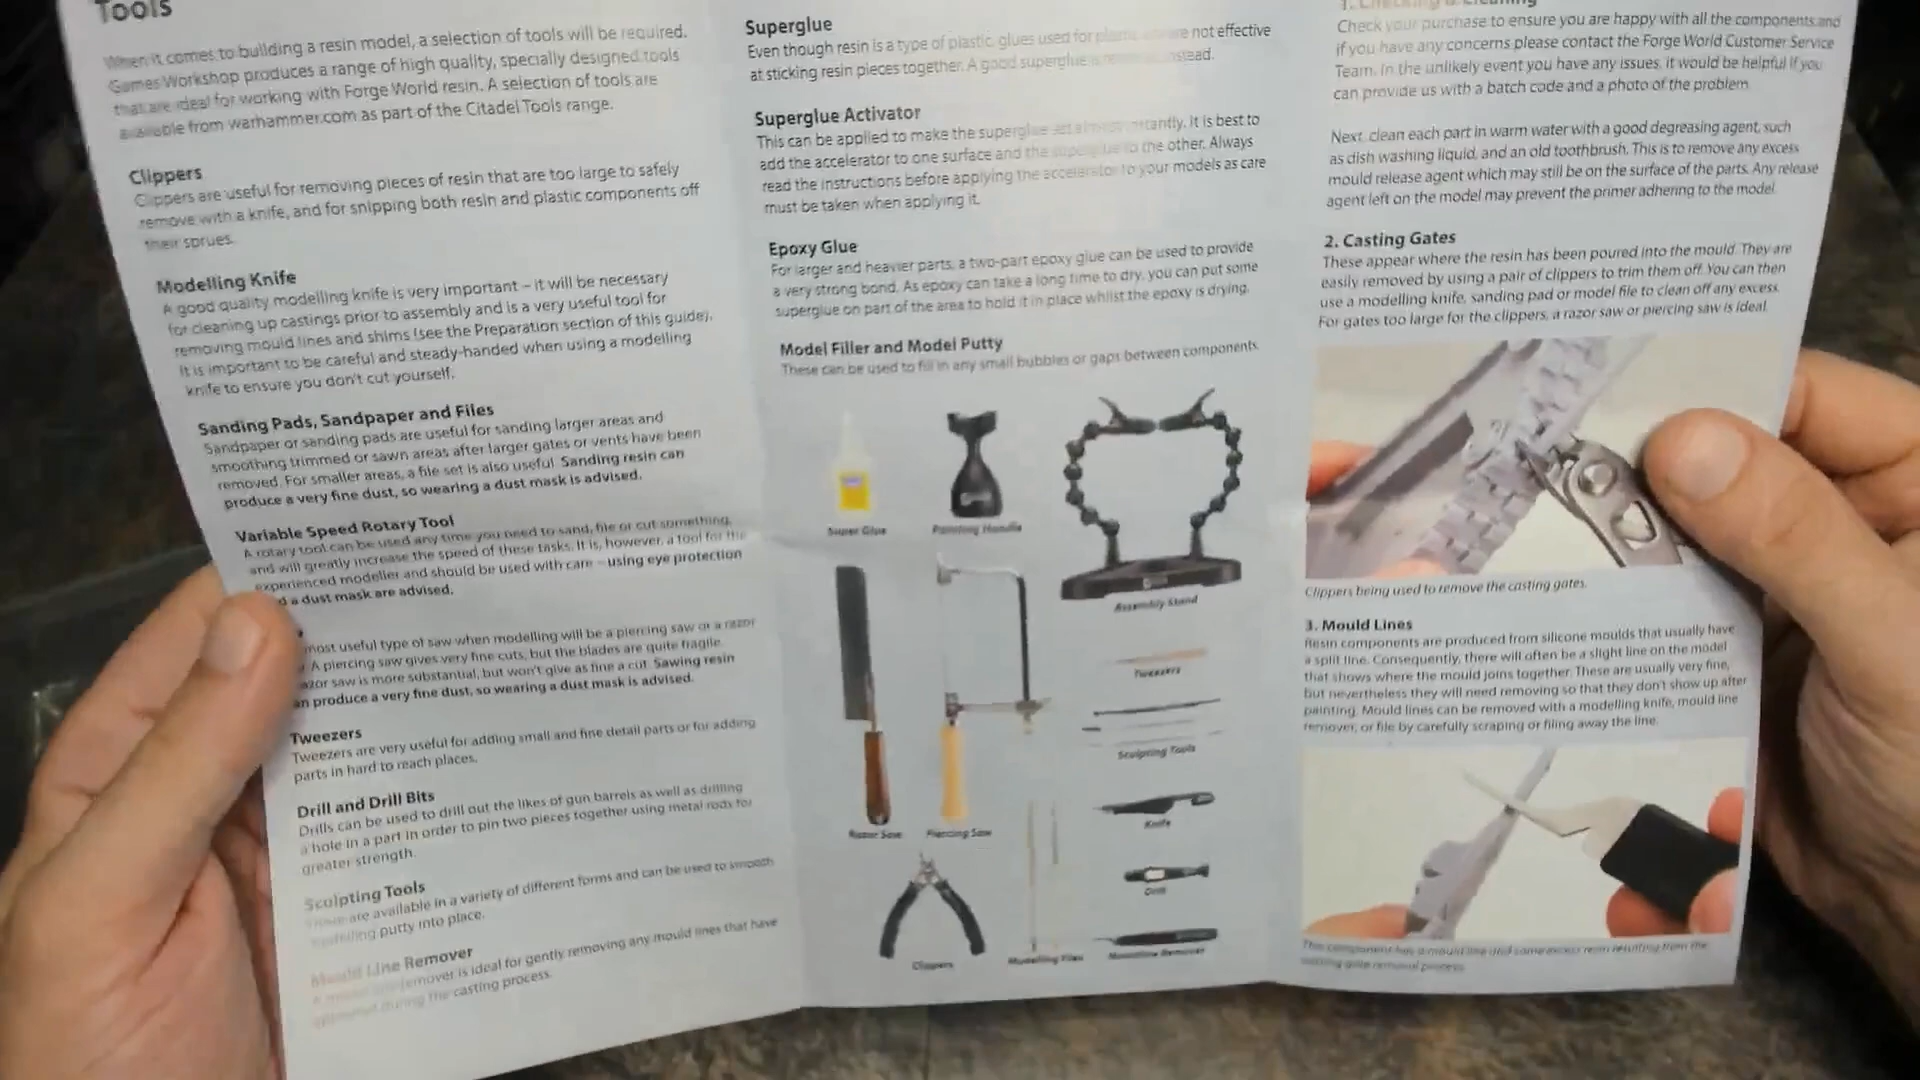 Tools
When it comes to building a resin model, a selection of tools will be required.
Games Workshop produces a range of high quality, specially designed tools
that are ideal for working with Forge World resin. A selection of tools are
available from warhammer.com as part of the Citadel Tools range.
Clippers
Clippers are useful for removing pieces of resin that are too large to safely
remove with a knife, and for snipping both resin and plastic components off
their sprues.
Modelling Knife
A good quality modelling knife is very important – it will be necessary
for cleaning up castings prior to assembly and is a very useful tool for
removing mould lines and shims (see the Preparation section of this guide).
It is important to be careful and steady-handed when using a modelling
knife to ensure you don't cut yourself.
Sanding Pads, Sandpaper and Files
Sandpaper or sanding pads are useful for sanding larger areas and
smoothing trimmed or sawn areas after larger gates or vents have been
removed. For smaller areas, a file set is also useful. Sanding resin can
produce a very fine dust, so wearing a dust mask is advised.
Variable Speed Rotary Tool
A rotary tool can be used any time you need to sand, file or cut something,
and will greatly increase the speed of these tasks. It is, however, a tool for the
experienced modeller and should be used with care – using eye protection
d a dust mask are advised.
most useful type of saw when modelling will be a piercing saw or a razor
A piercing saw gives very fine cuts, but the blades are quite fragile.
azor saw is more substantial, but won't give as fine a cut. Sawing resin
an produce a very fine dust, so wearing a dust mask is advised.
Tweezers
Tweezers are very useful for adding small and fine detail parts or for adding
parts in hard to reach places.
Drill and Drill Bits
Drills can be used to drill out the likes of gun barrels as well as drilling
a hole in a part in order to pin two pieces together using metal rods for
greater strength.
Sculpting Tools
These are available in a variety of different forms and can be used to smooth
modelling putty into place.
Mould Line Remover
A mould line remover is ideal for gently removing any mould lines that have
during the casting process.
Superglue
Even though resin is a type of plastic, glues used for plastic are not effective
at sticking resin pieces together. A good superglue is instead.
Superglue Activator
This can be applied to make the superglue set almost instantly. It is best to
add the accelerator to one surface and the superglue to the other. Always
read the instructions before applying the accelerator to your models as care
must be taken when applying it.
Epoxy Glue
For larger and heavier parts, a two-part epoxy glue can be used to provide
a very strong bond. As epoxy can take a long time to dry, you can put some
superglue on part of the area to hold it in place whilst the epoxy is drying.
Model Filler and Model Putty
These can be used to fill in any small bubbles or gaps between components.
Super Glue
Painting Handle
Assembly Stand
Tweezers
Sculpting Tools
Razor Saw
Piercing Saw
Knife
Drill
Clippers
Modelling Files
Mouldline Remover
1. Checking & Cleaning
Check your purchase to ensure you are happy with all the components and
if you have any concerns please contact the Forge World Customer Service
Team. In the unlikely event you have any issues, it would be helpful if you
can provide us with a batch code and a photo of the problem.
Next, clean each part in warm water with a good degreasing agent, such
as dish washing liquid, and an old toothbrush. This is to remove any excess
mould release agent which may still be on the surface of the parts. Any release
agent left on the model may prevent the primer adhering to the model.
2. Casting Gates
These appear where the resin has been poured into the mould. They are
easily removed by using a pair of clippers to trim them off. You can then
use a modelling knife, sanding pad or model file to clean off any excess.
For gates too large for the clippers, a razor saw or piercing saw is ideal.
Clippers being used to remove the casting gates.
3. Mould Lines
Resin components are produced from silicone moulds that usually have
a split line. Consequently, there will often be a slight line on the model
that shows where the mould joins together. These are usually very fine,
but nevertheless they will need removing so that they don't show up after
painting. Mould lines can be removed with a modelling knife, mould line
remover, or file by carefully scraping or filing away the line.
This component has a mould line and some excess resin resulting from the
casting gate removal process.